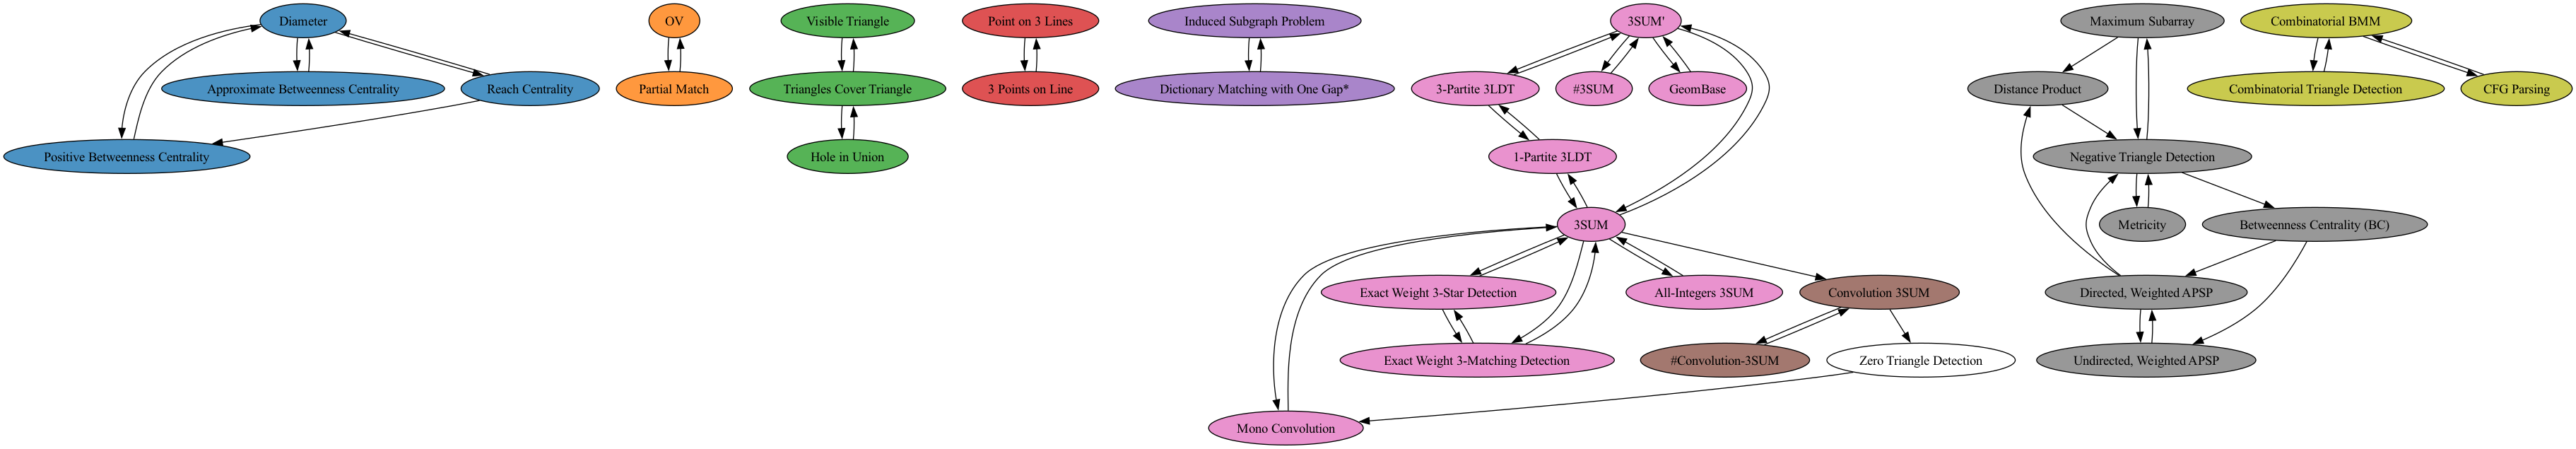 Diameter
OV
Visible Triangle
Point on 3 Lines
Induced Subgraph Problem
3SUM'
Maximum Subarray
Combinatorial BMM
Approximate Betweenness Centrality
Reach Centrality
Partial Match
Triangles Cover Triangle
3 Points on Line
Dictionary Matching with One Gap*
3-Partite 3LDT
#3SUM
GeomBase
Distance Product
Combinatorial Triangle Detection
CFG Parsing
Positive Betweenness Centrality
Hole in Union
1-Partite 3LDT
Negative Triangle Detection
3SUM
Metricity
Betweenness Centrality (BC)
Exact Weight 3-Star Detection
All-Integers 3SUM
Convolution 3SUM
Directed, Weighted APSP
Exact Weight 3-Matching Detection
#Convolution-3SUM
Zero Triangle Detection
Undirected, Weighted APSP
Mono Convolution